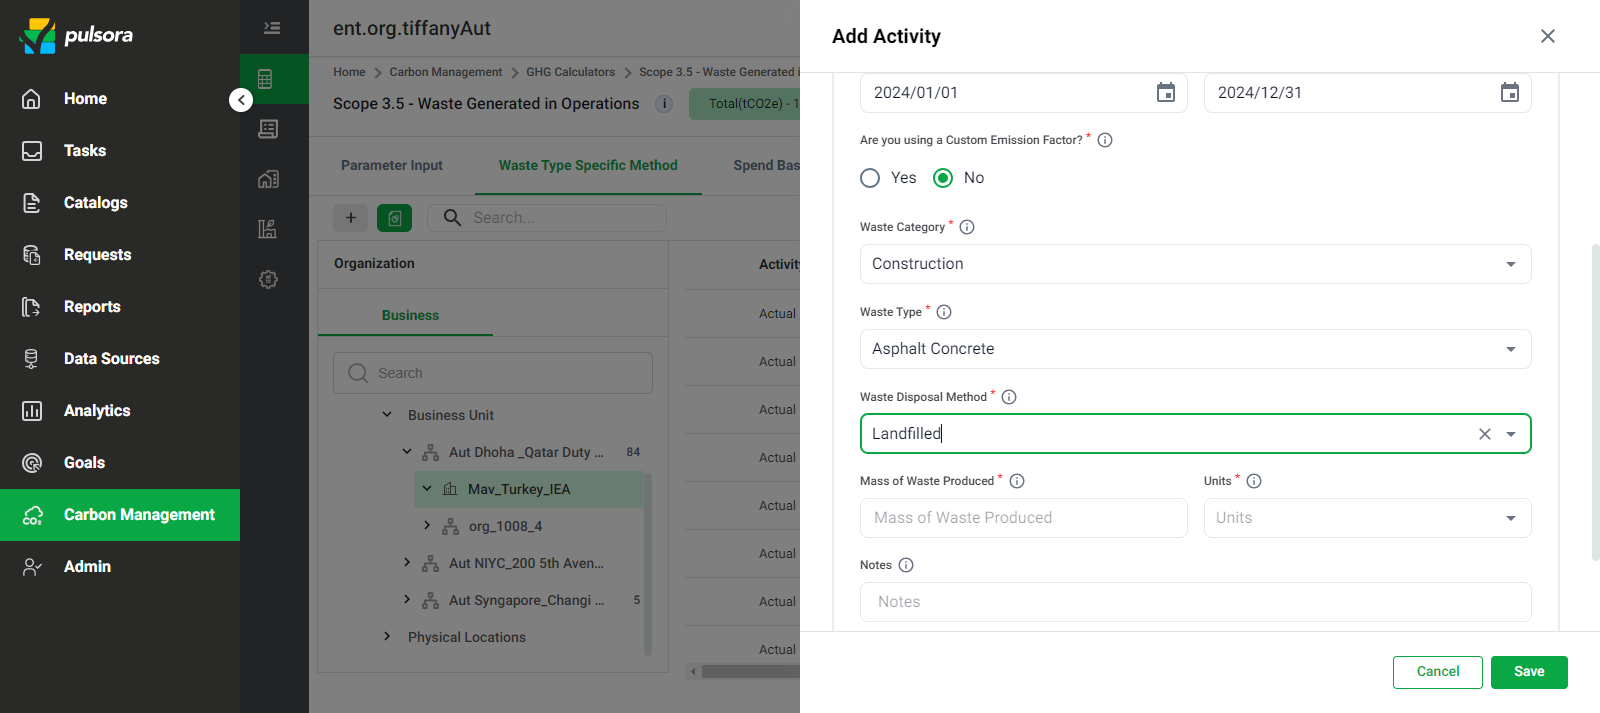 pulsora
Home
Tasks
Catalogs
Requests
Reports
Data Sources
Analytics
Goals
Carbon Management
Admin
ent.org.tiffanyAut
Home
Carbon Management
GHG Calculators
Scope 3.5 - Waste Generated
Scope 3.5 - Waste Generated in Operations
i
Total(tCO2e) - 1
Parameter Input
Waste Type Specific Method
Spend Bas
+
Search...
Organization
Business
Search
Business Unit
Aut Dhoha _Qatar Duty ...
84
Mav_Turkey_IEA
org_1008_4
Aut NIYC_200 5th Aven...
Aut Syngapore_Changi ...
5
Physical Locations
Activity
Actual
Actual
Actual
Actual
Actual
Actual
Actual
Actual
Add Activity
2024/01/01
2024/12/31
Are you using a Custom Emission Factor? *
Yes
No
Waste Category *
Construction
Waste Type *
Asphalt Concrete
Waste Disposal Method *
Landfilled
Mass of Waste Produced *
Units *
Mass of Waste Produced
Units
Notes
Notes
Cancel
Save